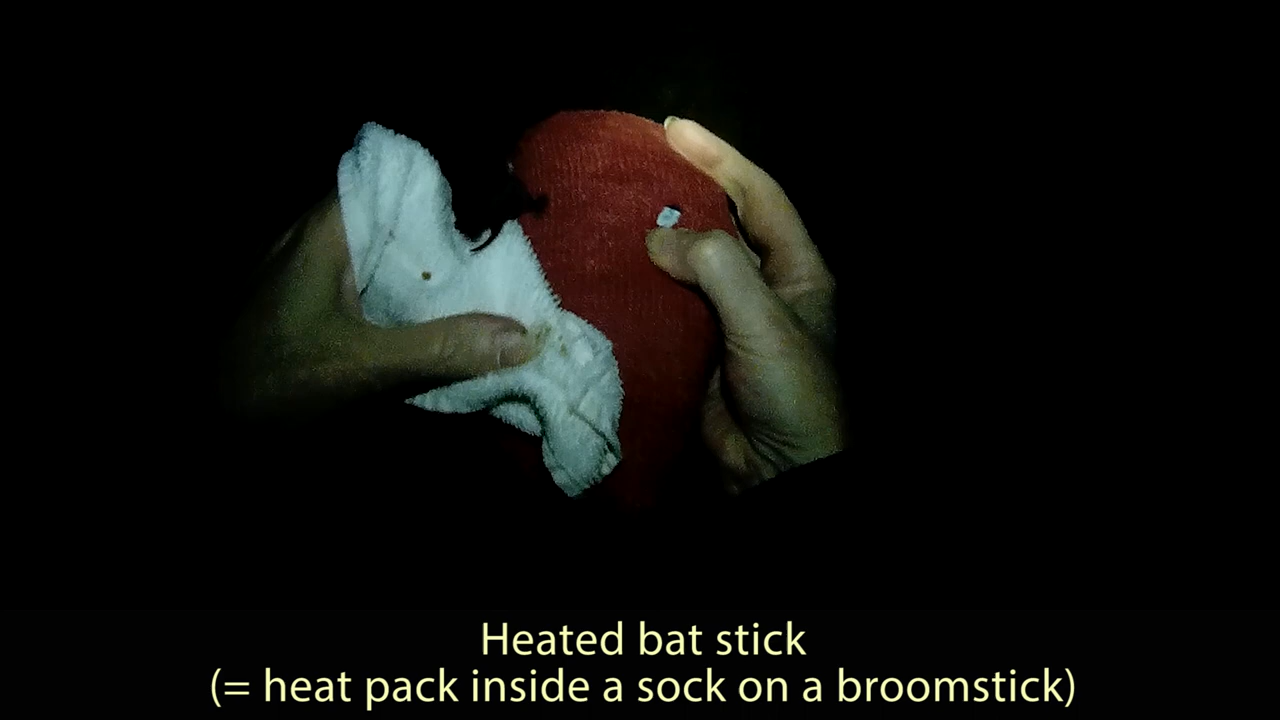 Heated bat stick
(= heat pack inside a sock on a broomstick)